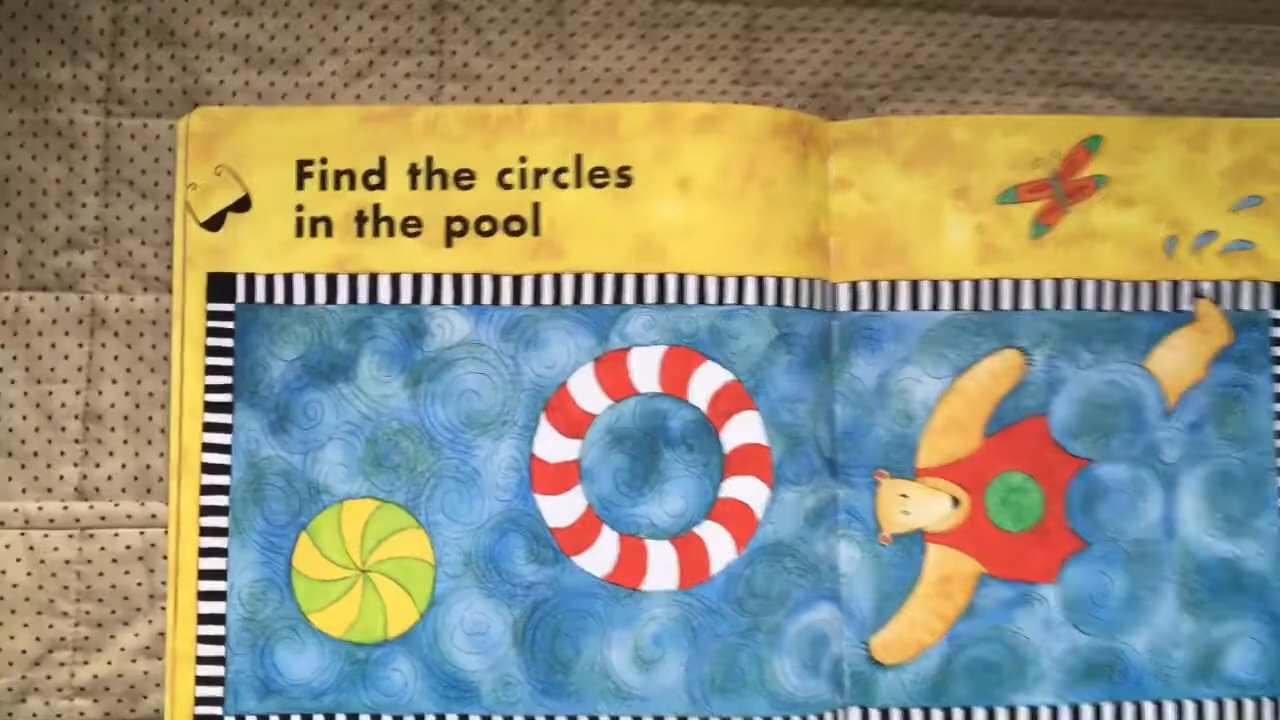 Find the circles
in the pool